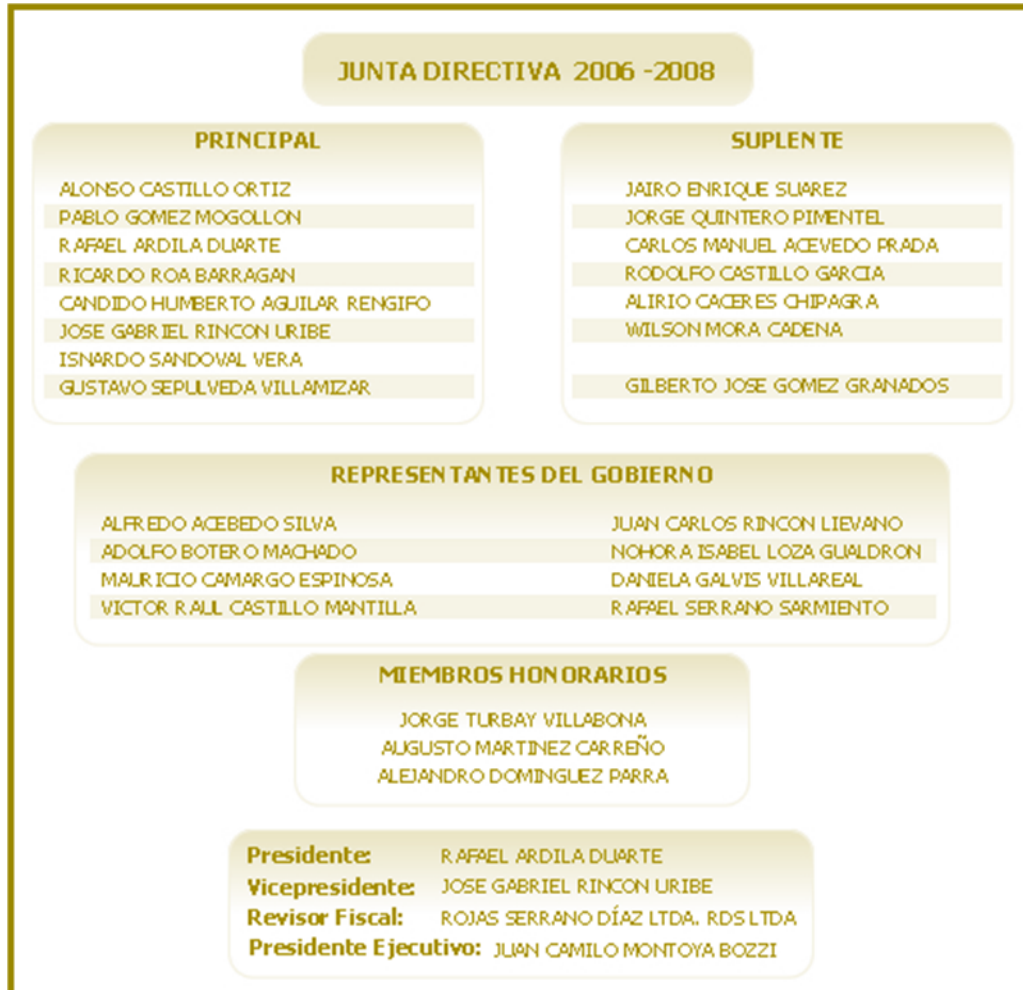 JUNTA DIRECTIVA 2006 -2008
PRINCIPAL
ALONSO CASTILLO ORTIZ
PABLO GOMEZ MOGOLLON
RAFAEL ARDILA DUARTE
RICARDO ROA BARRAGAN
CANDIDO HUMBERTO AGUILAR RENGIFO
JOSE GABRIEL RINCON URIBE
ISNARDO SANDOVAL VERA
GUSTAVO SEPULVEDA VILLAMIZAR
SUPLENTE
JAIRO ENRIQUE SUAREZ
JORGE QUINTERO PIMENTEL
CARLOS MANUEL ACEVEDO PRADA
RODOLFO CASTILLO GARCIA
ALIRIO CACERES CHIPAGRA
WILSON MORA CADENA
GILBERTO JOSE GOMEZ GRANADOS
REPRESENTANTES DEL GOBIERNO
ALFREDO ACEBEDO SILVA
ADOLFO BOTERO MACHADO
MAURICIO CAMARGO ESPINOSA
VICTOR RAUL CASTILLO MANTILLA
JUAN CARLOS RINCON LIEVANO
NOHORA ISABEL LOZA GUALDRON
DANIELA GALVIS VILLAREAL
RAFAEL SERRANO SARMIENTO
MIEMBROS HONORARIOS
JORGE TURBAY VILLABONA
AUGUSTO MARTINEZ CARREÑO
ALEJANDRO DOMINGUEZ PARRA
Presidente: RAFAEL ARDILA DUARTE
Vicepresidente: JOSE GABRIEL RINCON URIBE
Revisor Fiscal: ROJAS SERRANO DÍAZ LTDA. RDS LTDA
Presidente Ejecutivo: JUAN CAMILO MONTOYA BOZZI